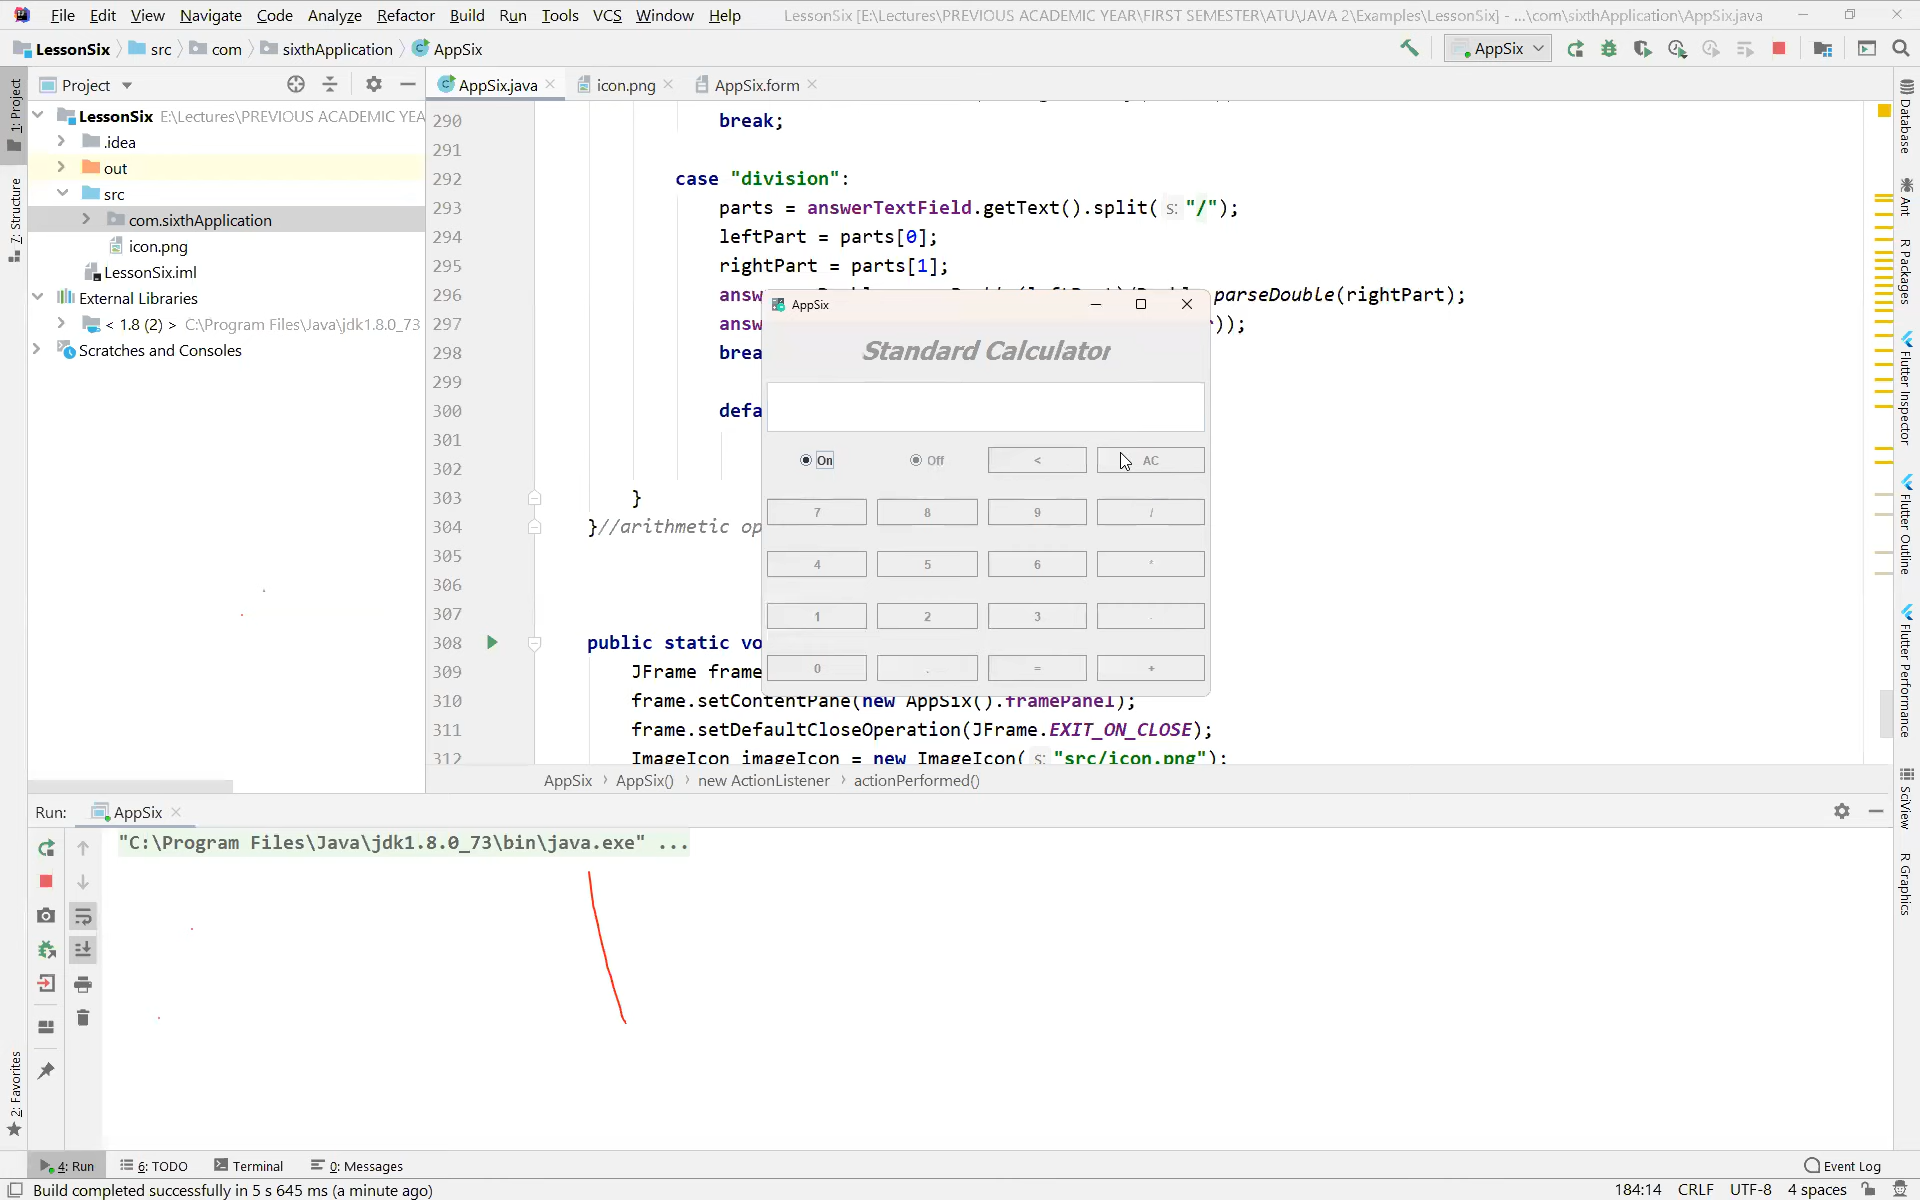 File Edit View Navigate Code Analyze Refactor Build Run Tools VCS Window Help LessonSix [E:\Lectures\PREVIOUS ACADEMIC YEAR\FIRST SEMESTER\ATU\JAVA 2\Examples\LessonSix] - ...\com\sixthApplication\AppSix.java
LessonSix src com sixthApplication AppSix AppSix
Project AppSix.java icon.png AppSix.form
LessonSix E:\Lectures\PREVIOUS ACADEMIC YEA
.idea
out
src
com.sixthApplication
icon.png
LessonSix.iml
External Libraries
< 1.8 (2) > C:\Program Files\Java\jdk1.8.0_73
Scratches and Consoles
1: Project
7: Structure
2: Favorites
290 break;
291
292 case "division":
293 parts = answerTextField.getText().split( s: "/");
294 leftPart = parts[0];
295 rightPart = parts[1];
296 answ parseDouble(rightPart);
297 answ ));
298 brea
299
300 defa
301
302
303 }
304 }//arithmetic op
305
306
307
308 public static vo
309 JFrame frame
310 frame.setContentPane(new AppSix().framePanel);
311 frame.setDefaultCloseOperation(JFrame.EXIT_ON_CLOSE);
312 ImageIcon imageIcon = new ImageIcon( s: "src/icon.png");
AppSix
Standard Calculator
On Off < AC
7 8 9 /
4 5 6 *
1 2 3
0 . = +
AppSix AppSix() new ActionListener actionPerformed()
Database
Ant
R Packages
Flutter Inspector
Flutter Outline
Flutter Performance
SciView
R Graphics
Run: AppSix
"C:\Program Files\Java\jdk1.8.0_73\bin\java.exe" ...
4: Run 6: TODO Terminal 0: Messages Event Log
Build completed successfully in 5 s 645 ms (a minute ago) 184:14 CRLF UTF-8 4 spaces